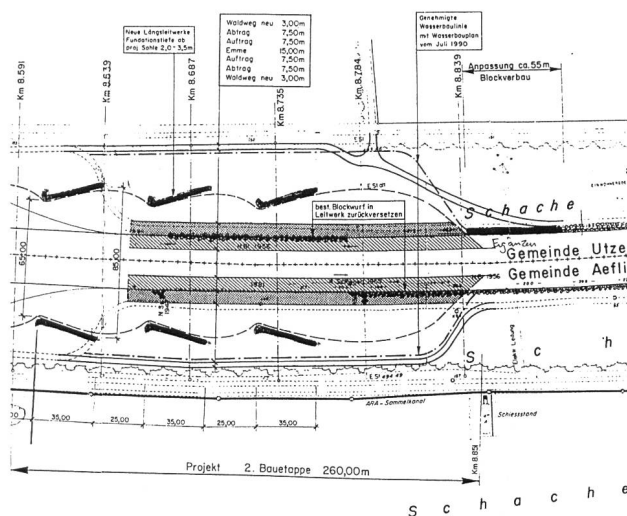 Neue Längsleitwerke
Fundationstiefe ab
proj Sohle 2,0-3,5m
Waldweg neu 3,00m
Abtrag 7,50m
Auftrag 7,50m
Emme 15,00m
Auftrag 7,50m
Abtrag 7,50m
Waldweg neu 3,00m
Genehmigte
Wasserbaulinie
mit Wasserbauplan
vom Juli 1990
Anpassung ca.55m
Blockverbau
Km 8.591
Km 8.639
Km 8.687
Km 8.735
Km 8.784
Km 8.839
best. Blockwurf in
Leitwerk zurückversetzen
S c h a c h e
Ergänzen
Gemeinde Utze
Gemeinde Aefli
65,00
85,00
S c h
ARA-Sammelkanal
Schiessstand
35,00 25,00 35,00 25,00 35,00
Km 8.851
Projekt 2. Bauetappe 260,00m
S c h a c h e